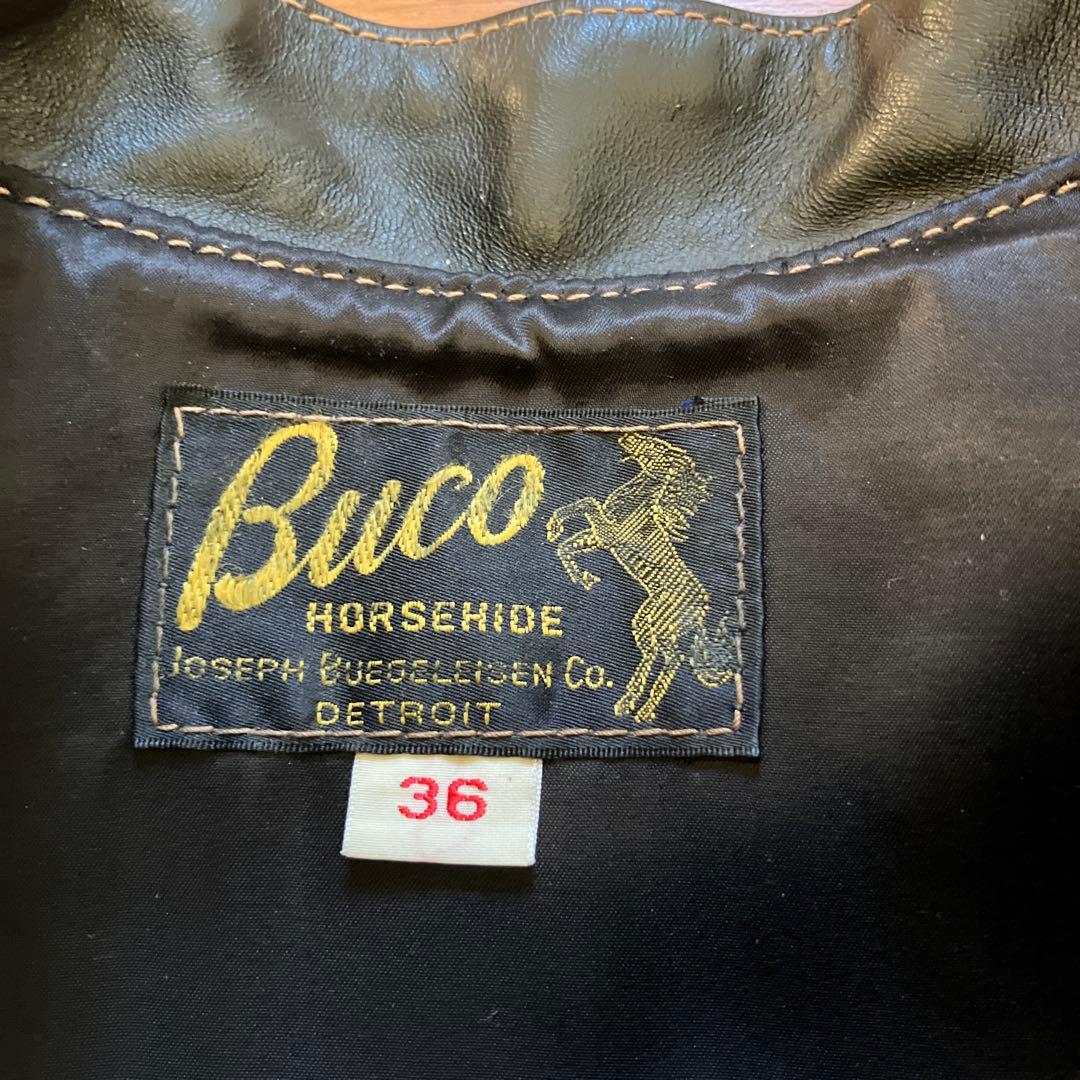 Buco
HORSEHIDE
JOSEPH BUEGELEISEN CO.
DETROIT
36